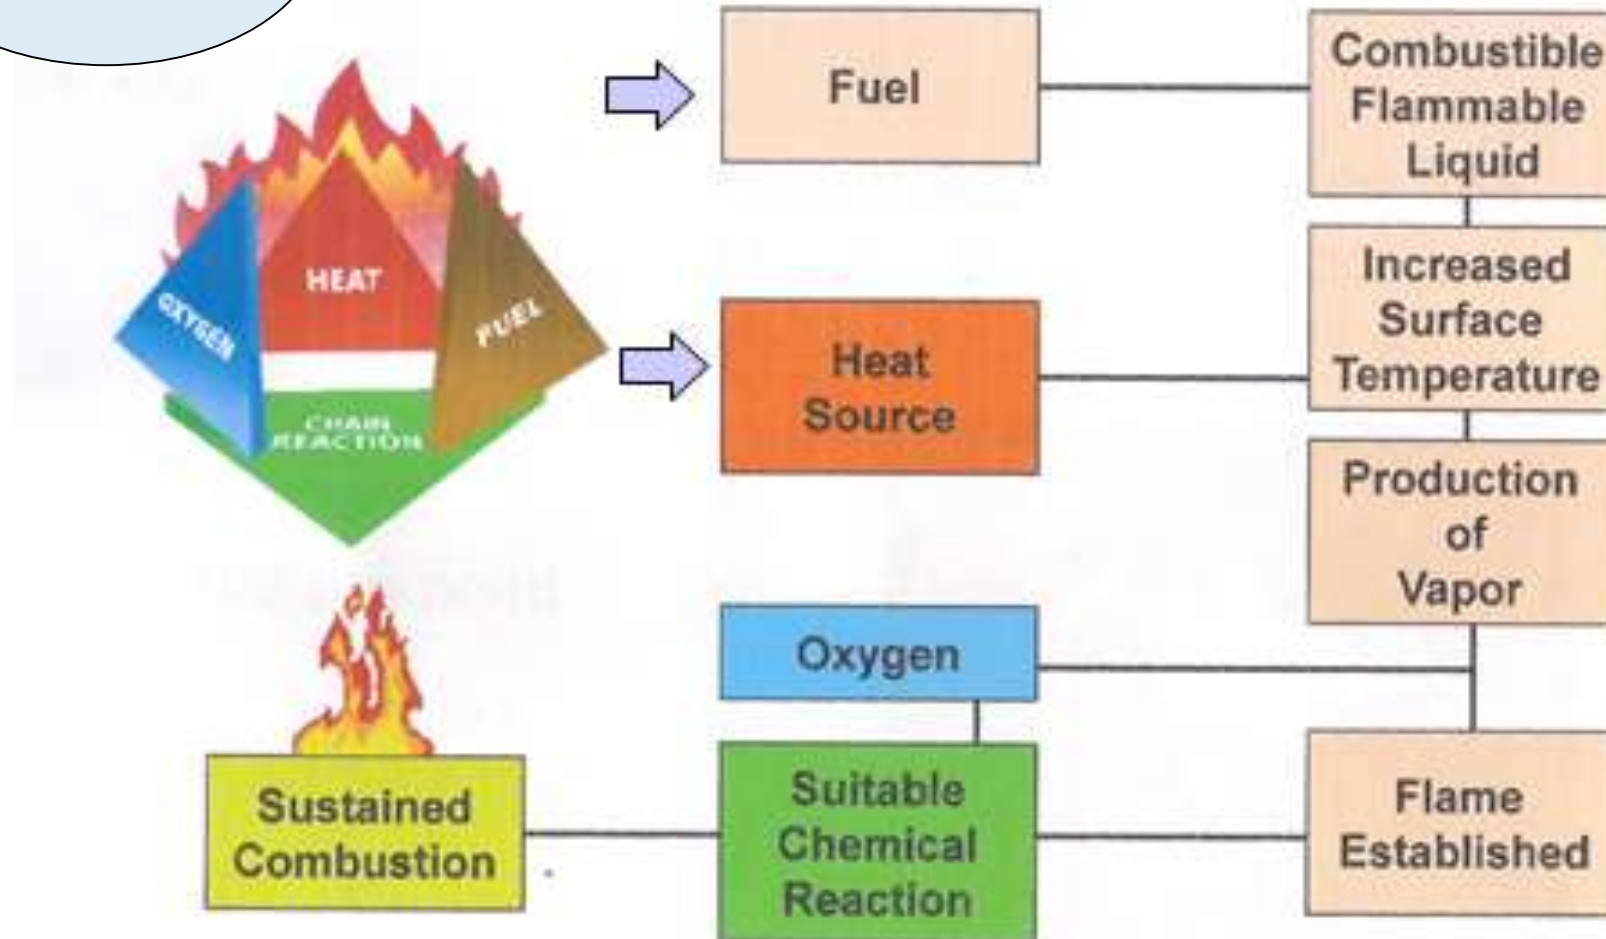 Fuel
Combustible
Flammable
Liquid
HEAT
OXYGEN
FUEL
CHAIN
REACTION
Heat
Source
Increased
Surface
Temperature
Production
of
Vapor
Oxygen
Sustained
Combustion
Suitable
Chemical
Reaction
Flame
Established